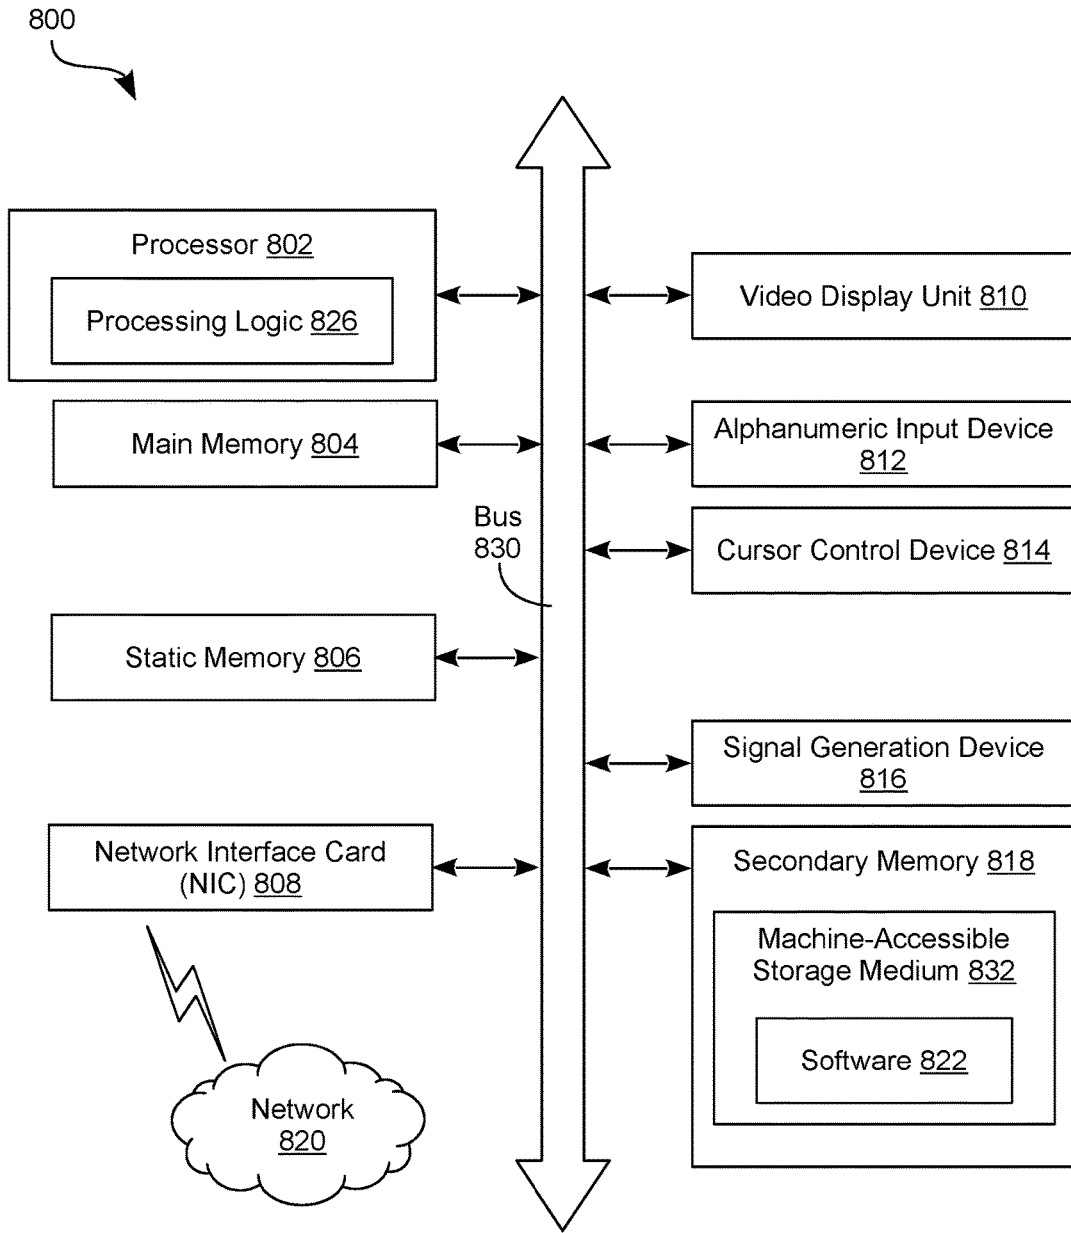 800
Processor 802
Processing Logic 826
Main Memory 804
Bus
830
Static Memory 806
Network Interface Card
(NIC) 808
Network
820
Video Display Unit 810
Alphanumeric Input Device
812
Cursor Control Device 814
Signal Generation Device
816
Secondary Memory 818
Machine-Accessible
Storage Medium 832
Software 822